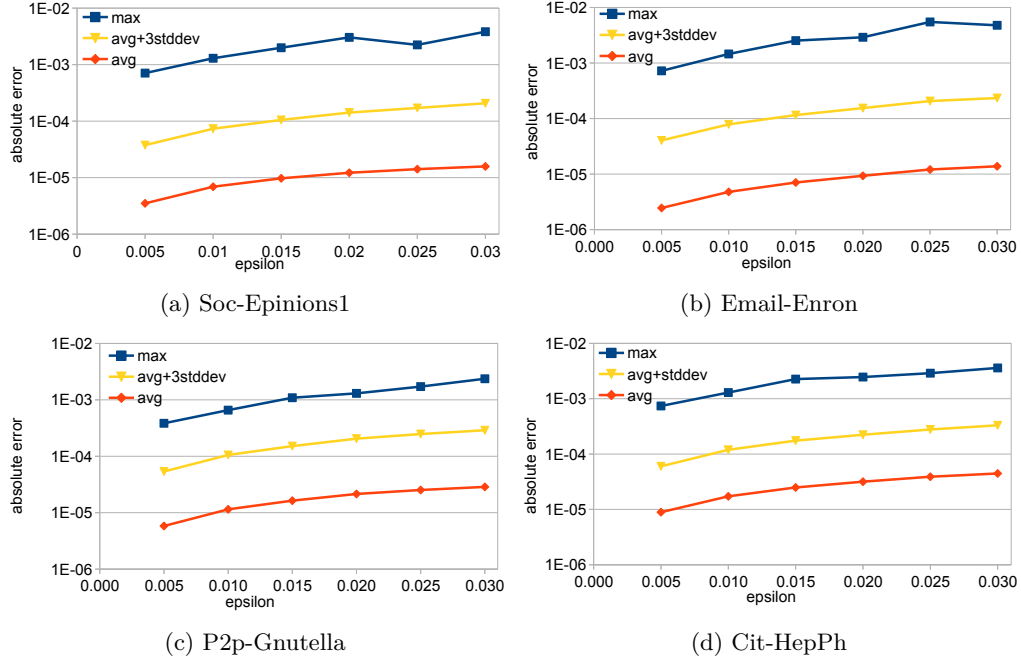 1E-02
max
avg+3stddev
avg
1E-03
1E-04
1E-05
1E-06
absolute error
0 0.005 0.01 0.015 0.02 0.025 0.03
epsilon
(a) Soc-Epinions1
1E-02
max
avg+3stddev
avg
1E-03
1E-04
1E-05
1E-06
absolute error
0.000 0.005 0.010 0.015 0.020 0.025 0.030
epsilon
(b) Email-Enron
1E-02
max
avg+3stddev
avg
1E-03
1E-04
1E-05
1E-06
absolute error
0.000 0.005 0.010 0.015 0.020 0.025 0.030
epsilon
(c) P2p-Gnutella
1E-02
max
avg+stddev
avg
1E-03
1E-04
1E-05
1E-06
absolute error
0.000 0.005 0.010 0.015 0.020 0.025 0.030
epsilon
(d) Cit-HepPh